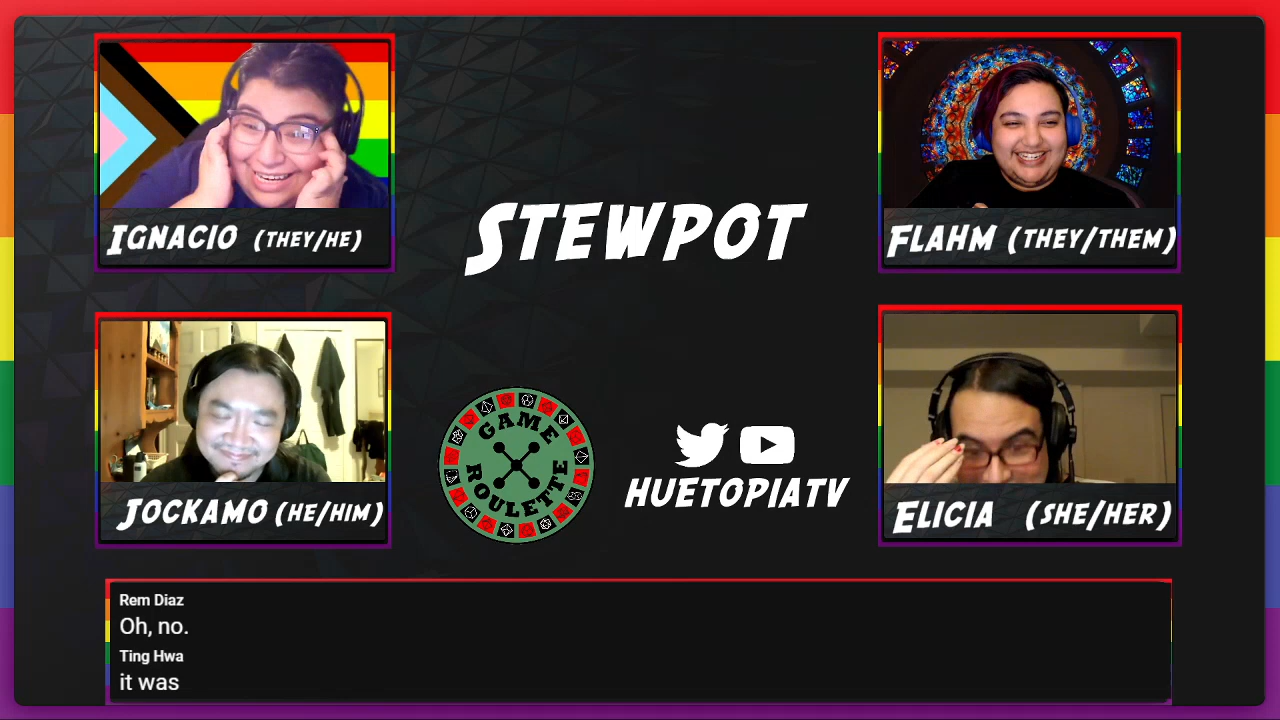 Ignacio (they/he)
Flahm (they/them)
Stewpot
Jockamo (he/him)
GAME
ROULETTE
HUETOPIATV
Elicia (she/her)
Rem Diaz
Oh, no.
Ting Hwa
it was